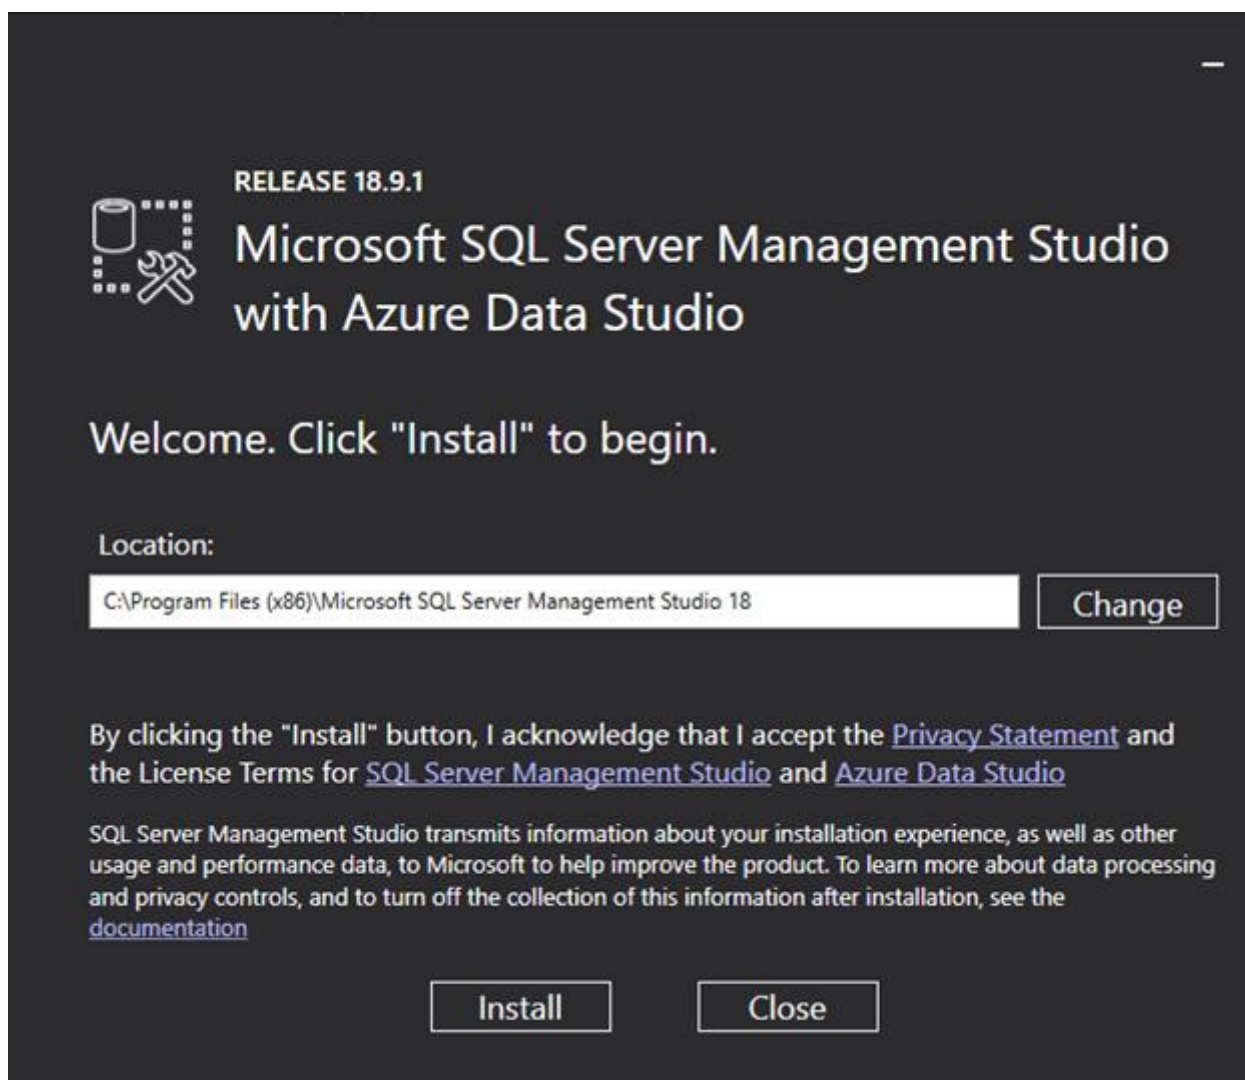 RELEASE 18.9.1
Microsoft SQL Server Management Studio
with Azure Data Studio
Welcome. Click "Install" to begin.
Location:
C:\Program Files (x86)\Microsoft SQL Server Management Studio 18
Change
By clicking the "Install" button, I acknowledge that I accept the Privacy Statement and
the License Terms for SQL Server Management Studio and Azure Data Studio
SQL Server Management Studio transmits information about your installation experience, as well as other
usage and performance data, to Microsoft to help improve the product. To learn more about data processing
and privacy controls, and to turn off the collection of this information after installation, see the
documentation
Install
Close